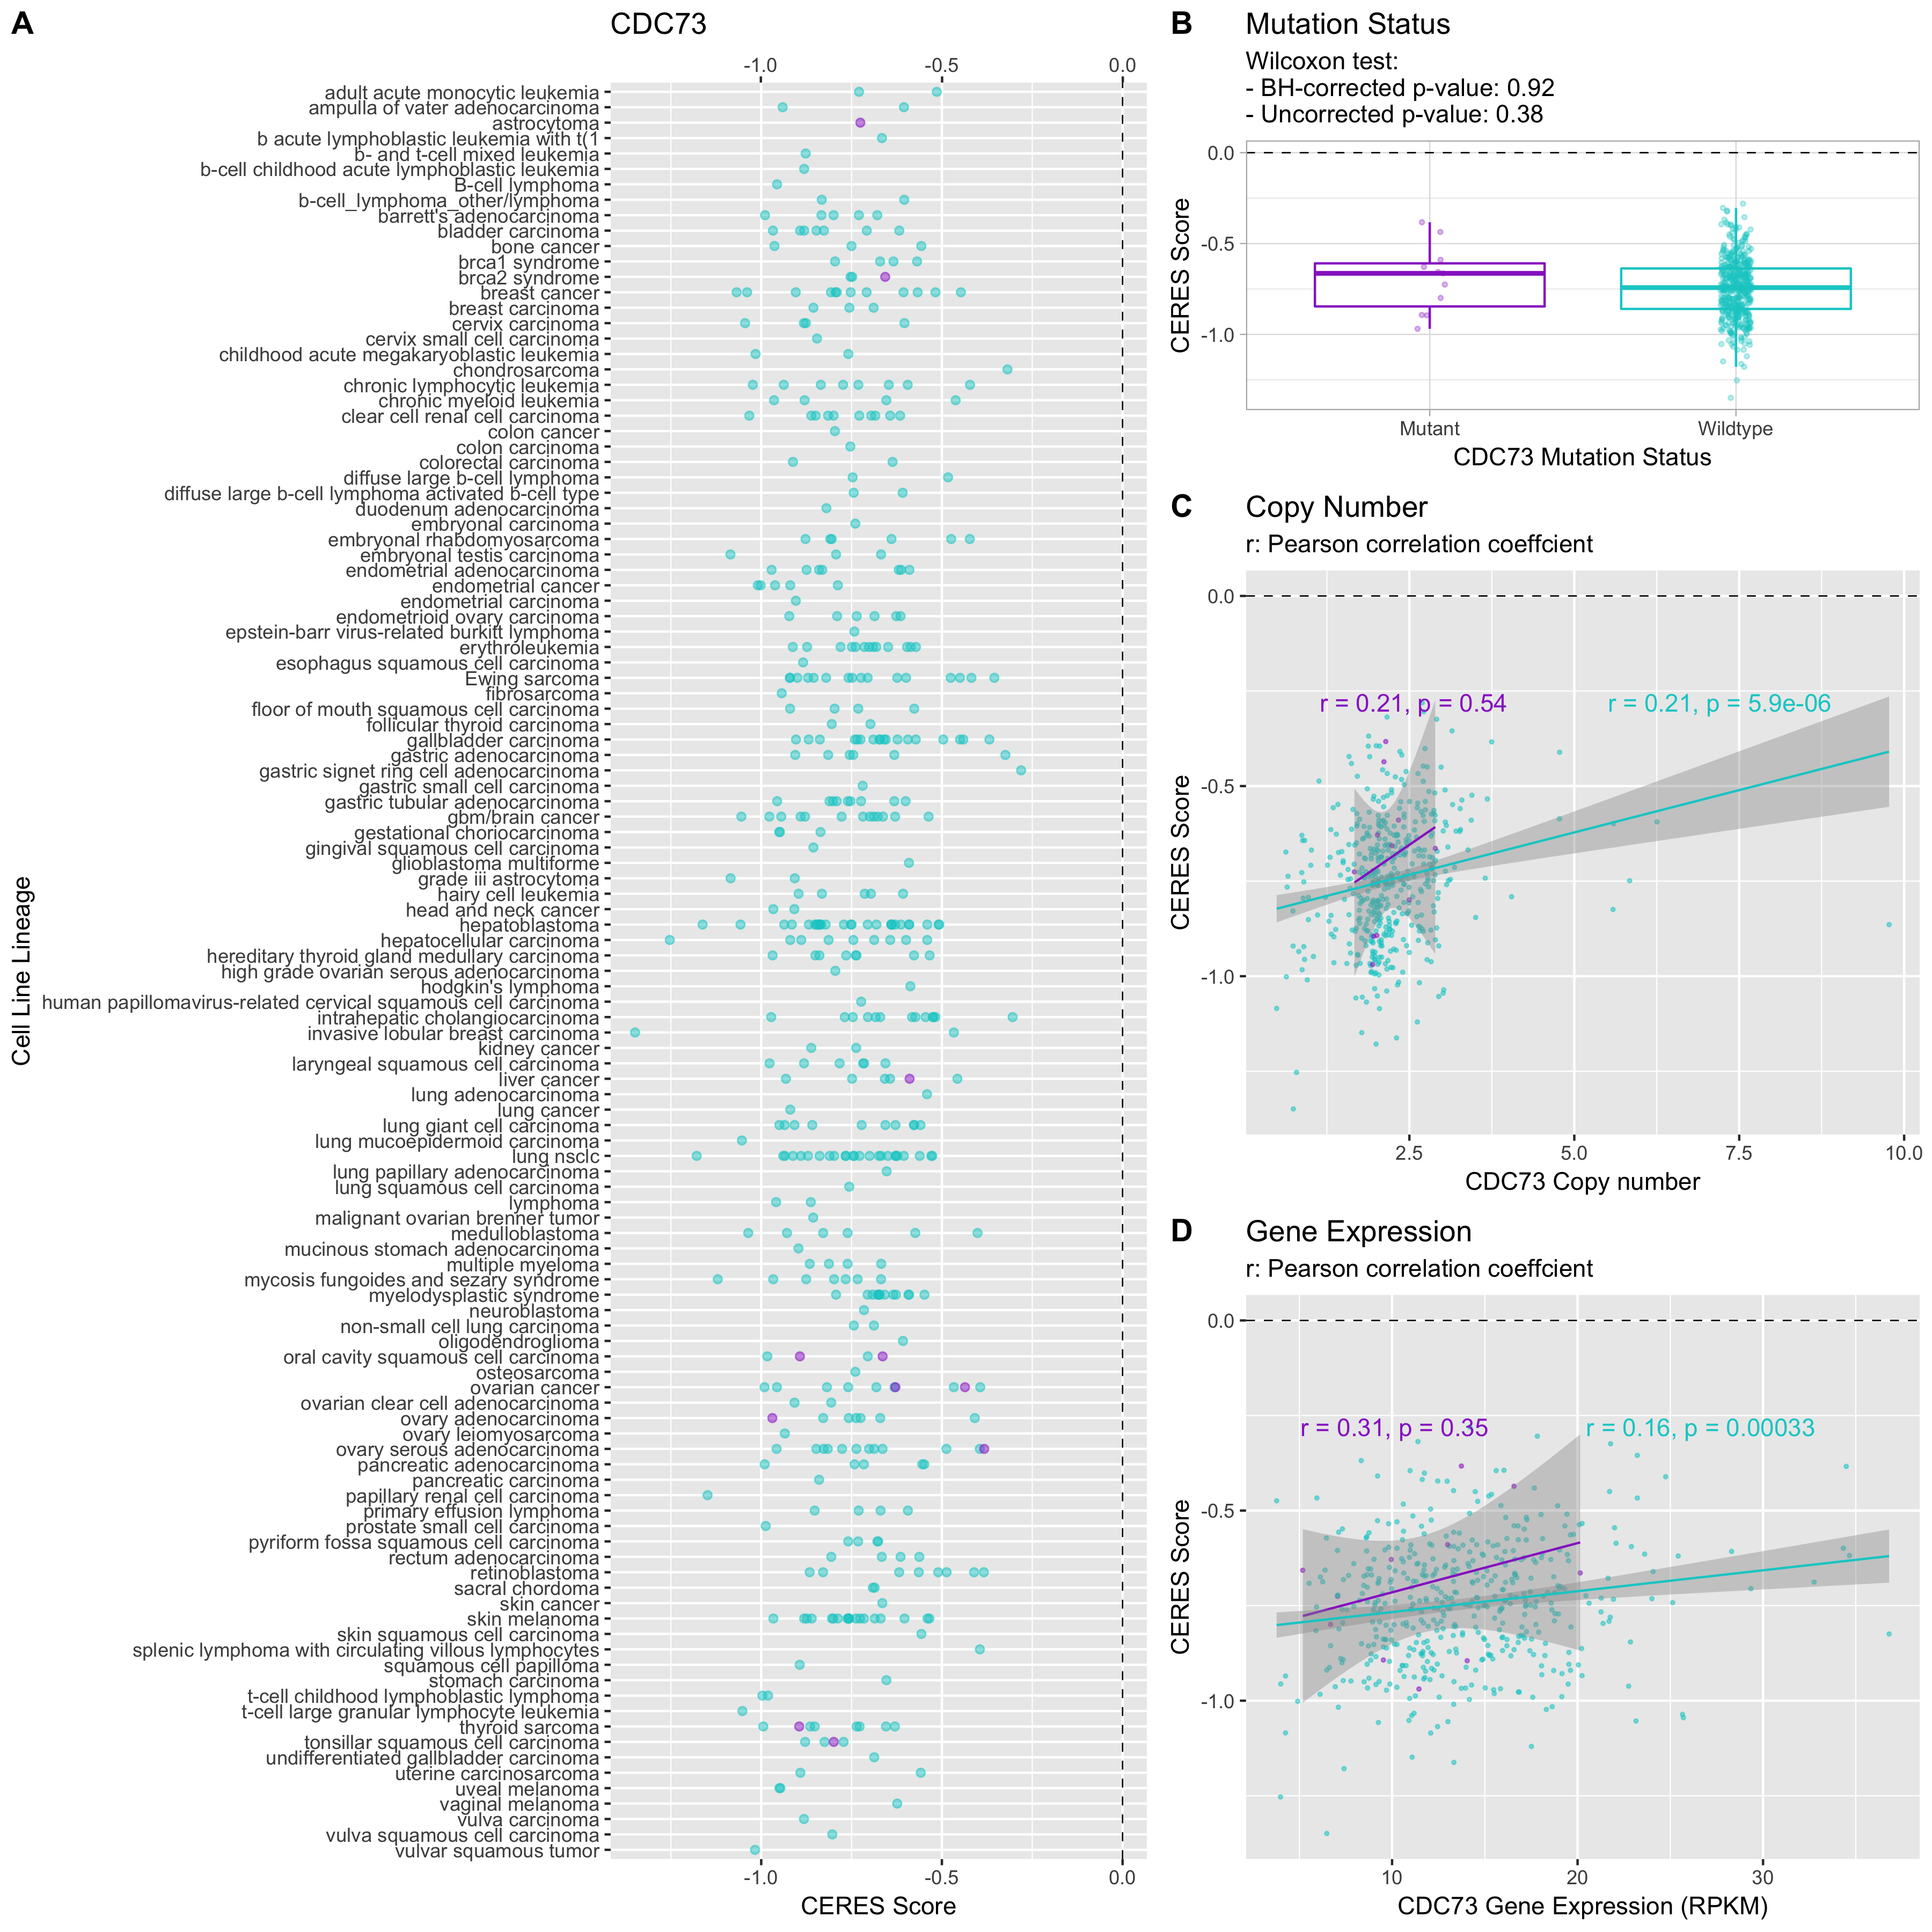 A
CDC73
-1.0
-0.5
0.0
adult acute monocytic leukemia
ampulla of vater adenocarcinoma
astrocytoma
b acute lymphoblastic leukemia with t(1
b- and t-cell mixed leukemia
b-cell childhood acute lymphoblastic leukemia
B-cell lymphoma
b-cell_lymphoma_other/lymphoma
barrett's adenocarcinoma
bladder carcinoma
bone cancer
brca1 syndrome
brca2 syndrome
breast cancer
breast carcinoma
cervix carcinoma
cervix small cell carcinoma
childhood acute megakaryoblastic leukemia
chondrosarcoma
chronic lymphocytic leukemia
chronic myeloid leukemia
clear cell renal cell carcinoma
colon cancer
colon carcinoma
colorectal carcinoma
diffuse large b-cell lymphoma
diffuse large b-cell lymphoma activated b-cell type
duodenum adenocarcinoma
embryonal carcinoma
embryonal rhabdomyosarcoma
embryonal testis carcinoma
endometrial adenocarcinoma
endometrial cancer
endometrial carcinoma
endometrioid ovary carcinoma
epstein-barr virus-related burkitt lymphoma
erythroleukemia
esophagus squamous cell carcinoma
Ewing sarcoma
fibrosarcoma
floor of mouth squamous cell carcinoma
follicular thyroid carcinoma
gallbladder carcinoma
gastric adenocarcinoma
gastric signet ring cell adenocarcinoma
gastric small cell carcinoma
gastric tubular adenocarcinoma
gbm/brain cancer
gestational choriocarcinoma
gingival squamous cell carcinoma
glioblastoma multiforme
grade iii astrocytoma
hairy cell leukemia
head and neck cancer
hepatoblastoma
hepatocellular carcinoma
hereditary thyroid gland medullary carcinoma
high grade ovarian serous adenocarcinoma
hodgkin's lymphoma
human papillomavirus-related cervical squamous cell carcinoma
intrahepatic cholangiocarcinoma
invasive lobular breast carcinoma
kidney cancer
laryngeal squamous cell carcinoma
liver cancer
lung adenocarcinoma
lung cancer
lung giant cell carcinoma
lung mucoepidermoid carcinoma
lung nsclc
lung papillary adenocarcinoma
lung squamous cell carcinoma
lymphoma
malignant ovarian brenner tumor
medulloblastoma
mucinous stomach adenocarcinoma
multiple myeloma
mycosis fungoides and sezary syndrome
myelodysplastic syndrome
neuroblastoma
non-small cell lung carcinoma
oligodendroglioma
oral cavity squamous cell carcinoma
osteosarcoma
ovarian cancer
ovarian clear cell adenocarcinoma
ovary adenocarcinoma
ovary leiomyosarcoma
ovary serous adenocarcinoma
pancreatic adenocarcinoma
pancreatic carcinoma
papillary renal cell carcinoma
primary effusion lymphoma
prostate small cell carcinoma
pyriform fossa squamous cell carcinoma
rectum adenocarcinoma
retinoblastoma
sacral chordoma
skin cancer
skin melanoma
skin squamous cell carcinoma
splenic lymphoma with circulating villous lymphocytes
squamous cell papilloma
stomach carcinoma
t-cell childhood lymphoblastic lymphoma
t-cell large granular lymphocyte leukemia
thyroid sarcoma
tonsillar squamous cell carcinoma
undifferentiated gallbladder carcinoma
uterine carcinosarcoma
uveal melanoma
vaginal melanoma
vulva carcinoma
vulva squamous cell carcinoma
vulvar squamous tumor
-1.0
-0.5
0.0
CERES Score
Cell Line Lineage
B
Mutation Status
Wilcoxon test:
- BH-corrected p-value: 0.92
- Uncorrected p-value: 0.38
0.0
-0.5
-1.0
CERES Score
Mutant
Wildtype
CDC73 Mutation Status
C
Copy Number
r: Pearson correlation coeffcient
r = 0.21, p = 0.54
r = 0.21, p = 5.9e-06
0.0
-0.5
-1.0
CERES Score
2.5
5.0
7.5
10.0
CDC73 Copy number
D
Gene Expression
r: Pearson correlation coeffcient
r = 0.31, p = 0.35
r = 0.16, p = 0.00033
0.0
-0.5
-1.0
CERES Score
10
20
30
CDC73 Gene Expression (RPKM)